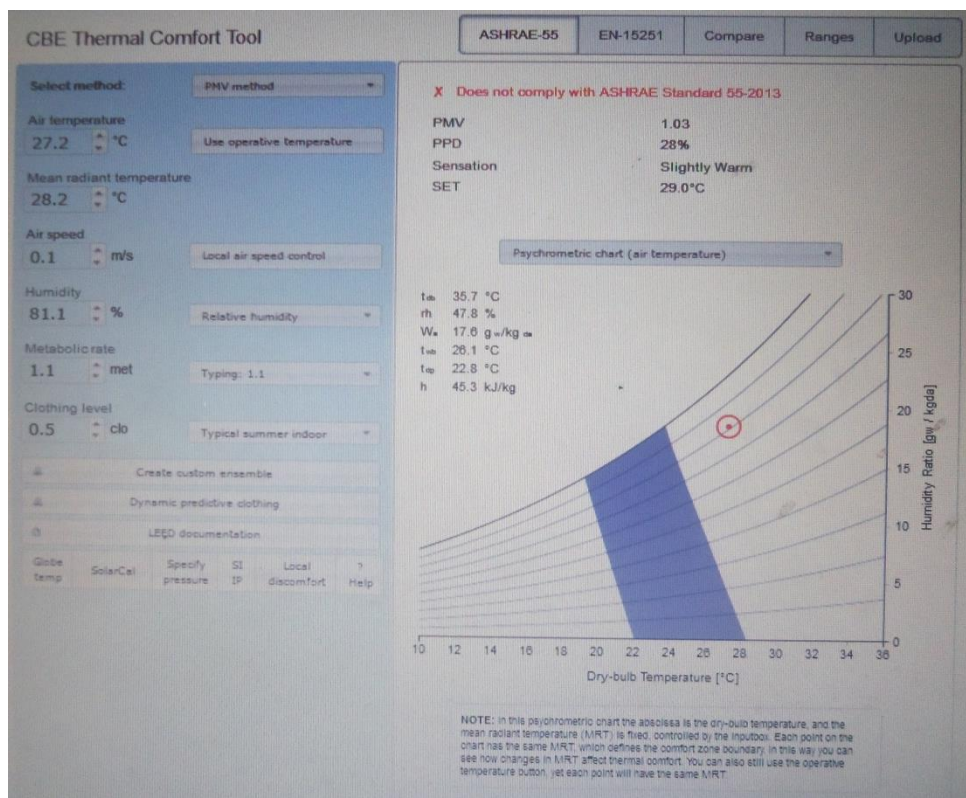 CBE Thermal Comfort Tool
ASHRAE-55 EN-15251 Compare Ranges Upload
Select method: PMV method
Air temperature
27.2 °C Use operative temperature
Mean radiant temperature
28.2 °C
Air speed
0.1 m/s Local air speed control
Humidity
81.1 % Relative humidity
Metabolic rate
1.1 met Typing: 1.1
Clothing level
0.5 clo Typical summer indoor
Create custom ensemble
Dynamic predictive clothing
LEED documentation
Globe temp
SolarCal
Specify pressure
SI IP
Local discomfort
? Help
X Does not comply with ASHRAE Standard 55-2013
PMV 1.03
PPD 28%
Sensation Slightly Warm
SET 29.0°C
Psychrometric chart (air temperature)
35.7 °C
rh 47.8 %
17.6
26.1 °C
22.8 °C
h 45.3 kJ/kg
30
25
20
15
10
5
0
Humidity Ratio [gw / kgda]
10 12 14 16 18 20 22 24 26 28 30 32 34 36
Dry-bulb Temperature [°C]
NOTE: In this psychrometric chart the abscissa is the dry-bulb temperature, and the
mean radiant temperature (MRT) is fixed, controlled by the inputbox. Each point on the
chart has the same MRT, which defines the comfort zone boundary. In this way you can
see how changes in MRT affect thermal comfort. You can also still use the operative
temperature button, yet each point will have the same MRT.